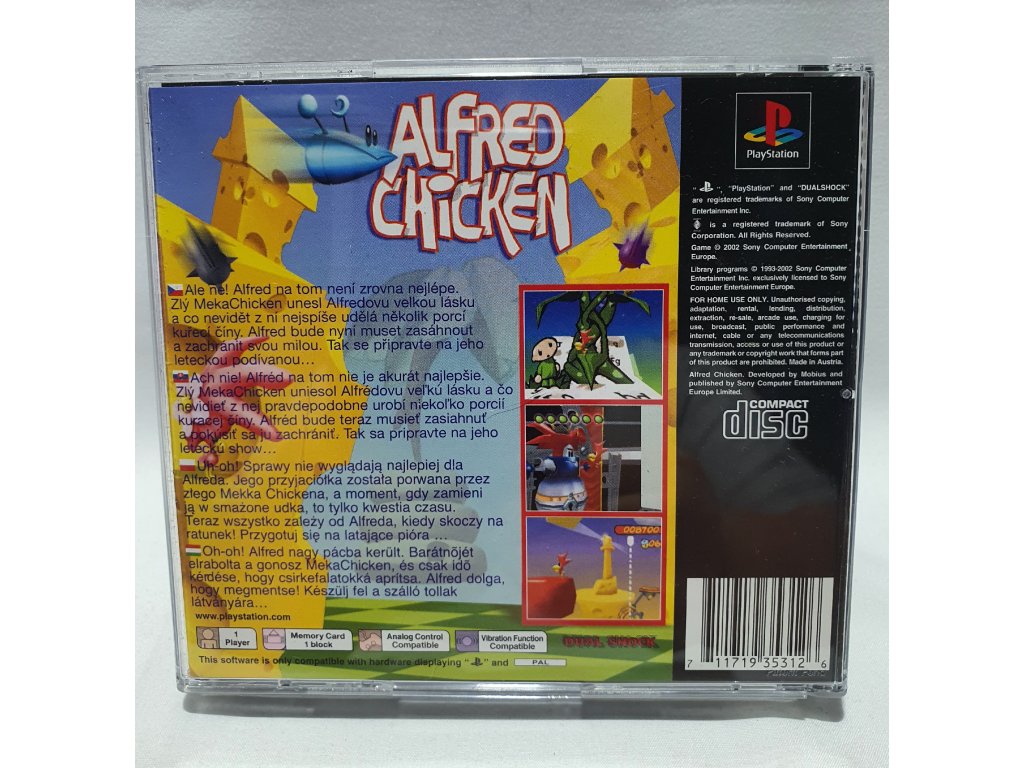 ALFRED
CHICKEN
Ale ne! Alfred na tom není zrovna nejlépe.
Zlý MekaChicken unesl Alfredovu velkou lásku
a co nevidět z ní nejspíše udělá několik porcí
kuřecí číny. Alfred bude nyní muset zasáhnout
a zachránit svou milou. Tak se připravte na jeho
leteckou podívanou...
Ach nie! Alfréd na tom nie je akurát najlepšie.
Zlý MekaChicken uniesol Alfrédovu veľkú lásku a čo
nevidieť z nej pravdepodobne urobí niekoľko porcií
kuracej číny. Alfréd bude teraz musieť zasiahnuť
a pokúsiť sa ju zachrániť. Tak sa pripravte na jeho
leteckú show...
Uh-oh! Sprawy nie wyglądają najlepiej dla
Alfreda. Jego przyjaciółka została porwana przez
złego Mekka Chickena, a moment, gdy zamieni
ją w smażone udka, to tylko kwestia czasu.
Teraz wszystko zależy od Alfreda, kiedy skoczy na
ratunek! Przygotuj się na latające pióra ...
Oh-oh! Alfred nagy pácba került. Barátnőjét
elrabolta a gonosz MekaChicken, és csak idő
kérdése, hogy csirkefalatokká aprítsa. Alfred dolga,
hogy megmentse! Készülj fel a szálló tollak
látványára...
www.playstation.com
1
Player
Memory Card
1 block
Analog Control
Compatible
Vibration Function
Compatible
DUAL SHOCK
This software is only compatible with hardware displaying " " and PAL
008700
06
PlayStation
" ", "PlayStation" and "DUALSHOCK"
are registered trademarks of Sony Computer
Entertainment Inc.
is a registered trademark of Sony
Corporation. All Rights Reserved.
Game © 2002 Sony Computer Entertainment
Europe.
Library programs © 1993-2002 Sony Computer
Entertainment Inc. exclusively licensed to Sony
Computer Entertainment Europe.
FOR HOME USE ONLY. Unauthorised copying,
adaptation, rental, lending, distribution,
extraction, re-sale, arcade use, charging for
use, broadcast, public performance and
internet, cable or any telecommunications
transmission, access or use of this product or
any trademark or copyright work that forms part
of this product are prohibited. Made in Austria.
Alfred Chicken. Developed by Mobius and
published by Sony Computer Entertainment
Europe Limited.
COMPACT
disc
7 11719 35312 6